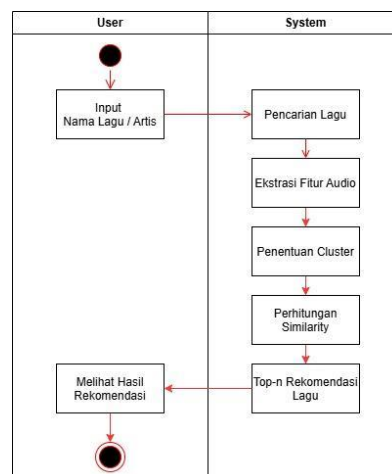 User
System
Input
Nama Lagu / Artis
Pencarian Lagu
Ekstrasi Fitur Audio
Penentuan Cluster
Perhitungan
Similarity
Top-n Rekomendasi
Lagu
Melihat Hasil
Rekomendasi